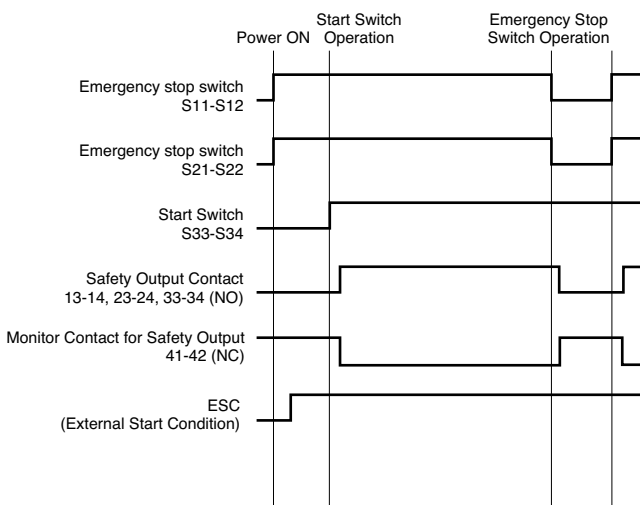 Start Switch
Operation
Emergency Stop
Switch Operation
Power ON
Emergency stop switch
S11-S12
Emergency stop switch
S21-S22
Start Switch
S33-S34
Safety Output Contact
13-14, 23-24, 33-34 (NO)
Monitor Contact for Safety Output
41-42 (NC)
ESC
(External Start Condition)